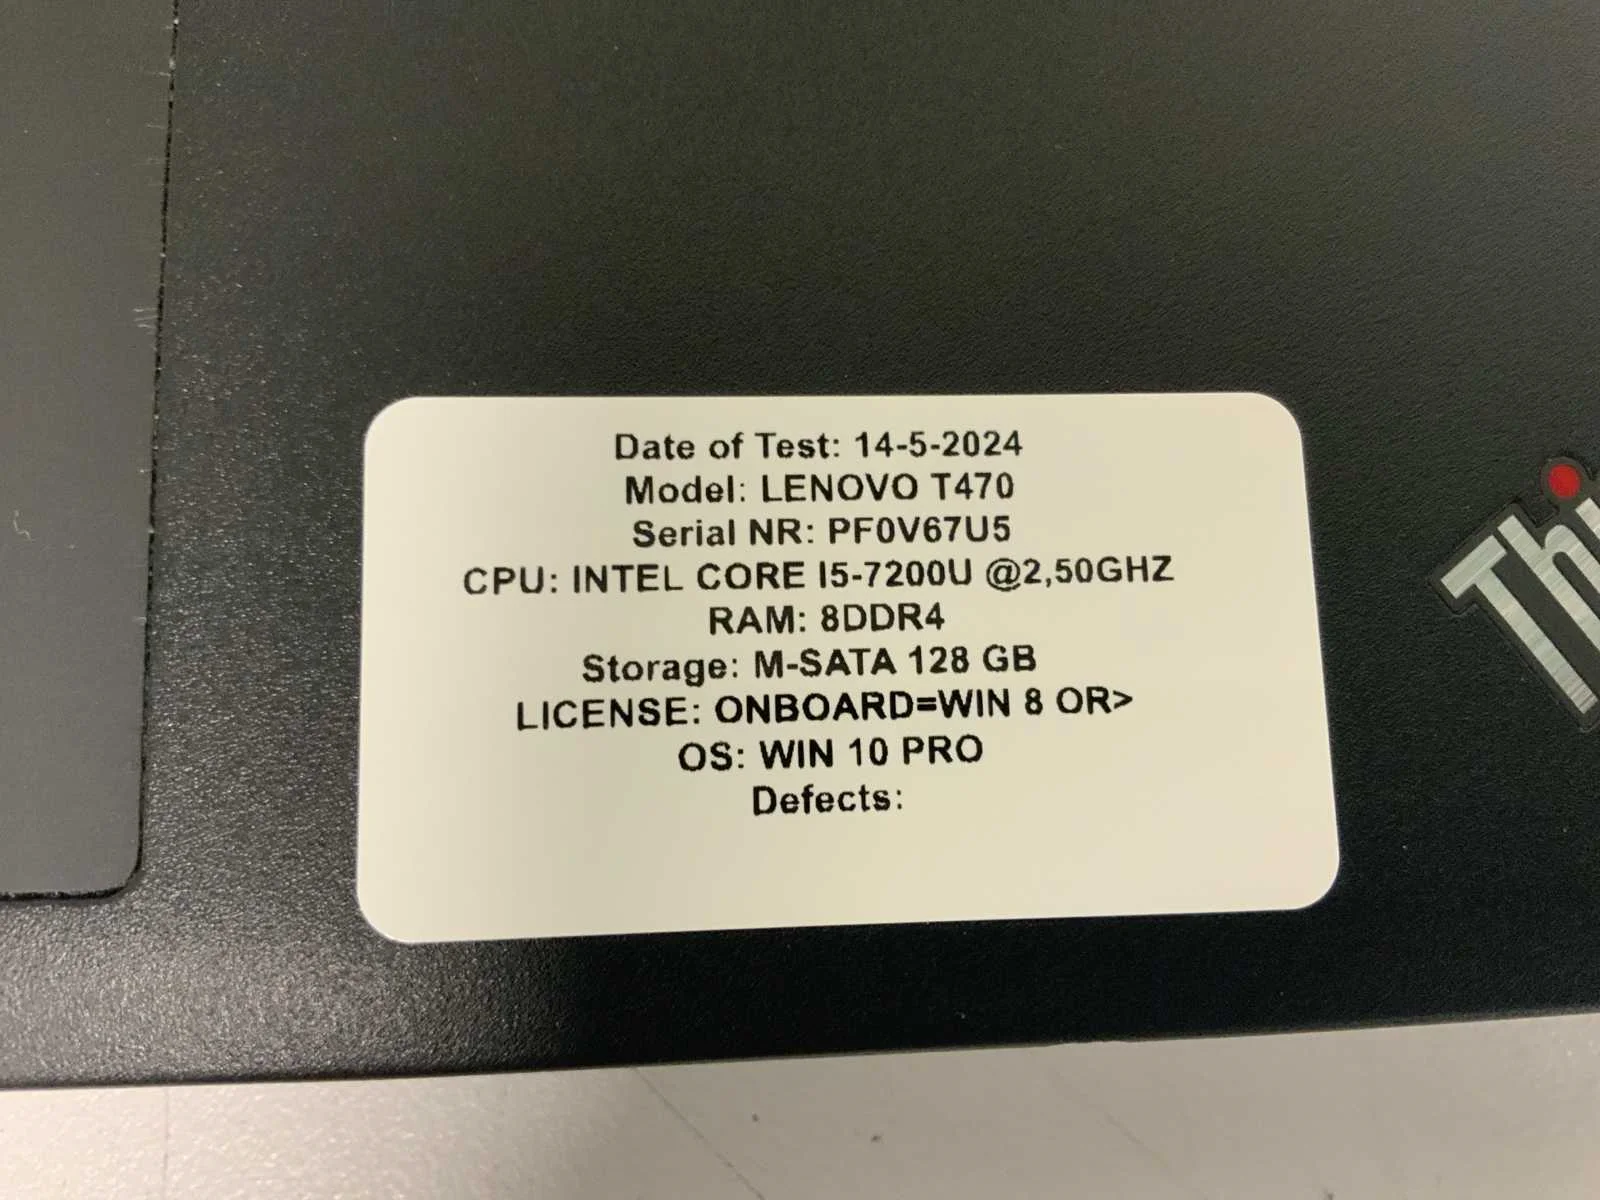 Date of Test: 14-5-2024
Model: LENOVO T470
Serial NR: PF0V67U5
CPU: INTEL CORE I5-7200U @2,50GHZ
RAM: 8DDR4
Storage: M-SATA 128 GB
LICENSE: ONBOARD=WIN 8 OR>
OS: WIN 10 PRO
Defects:
Thi